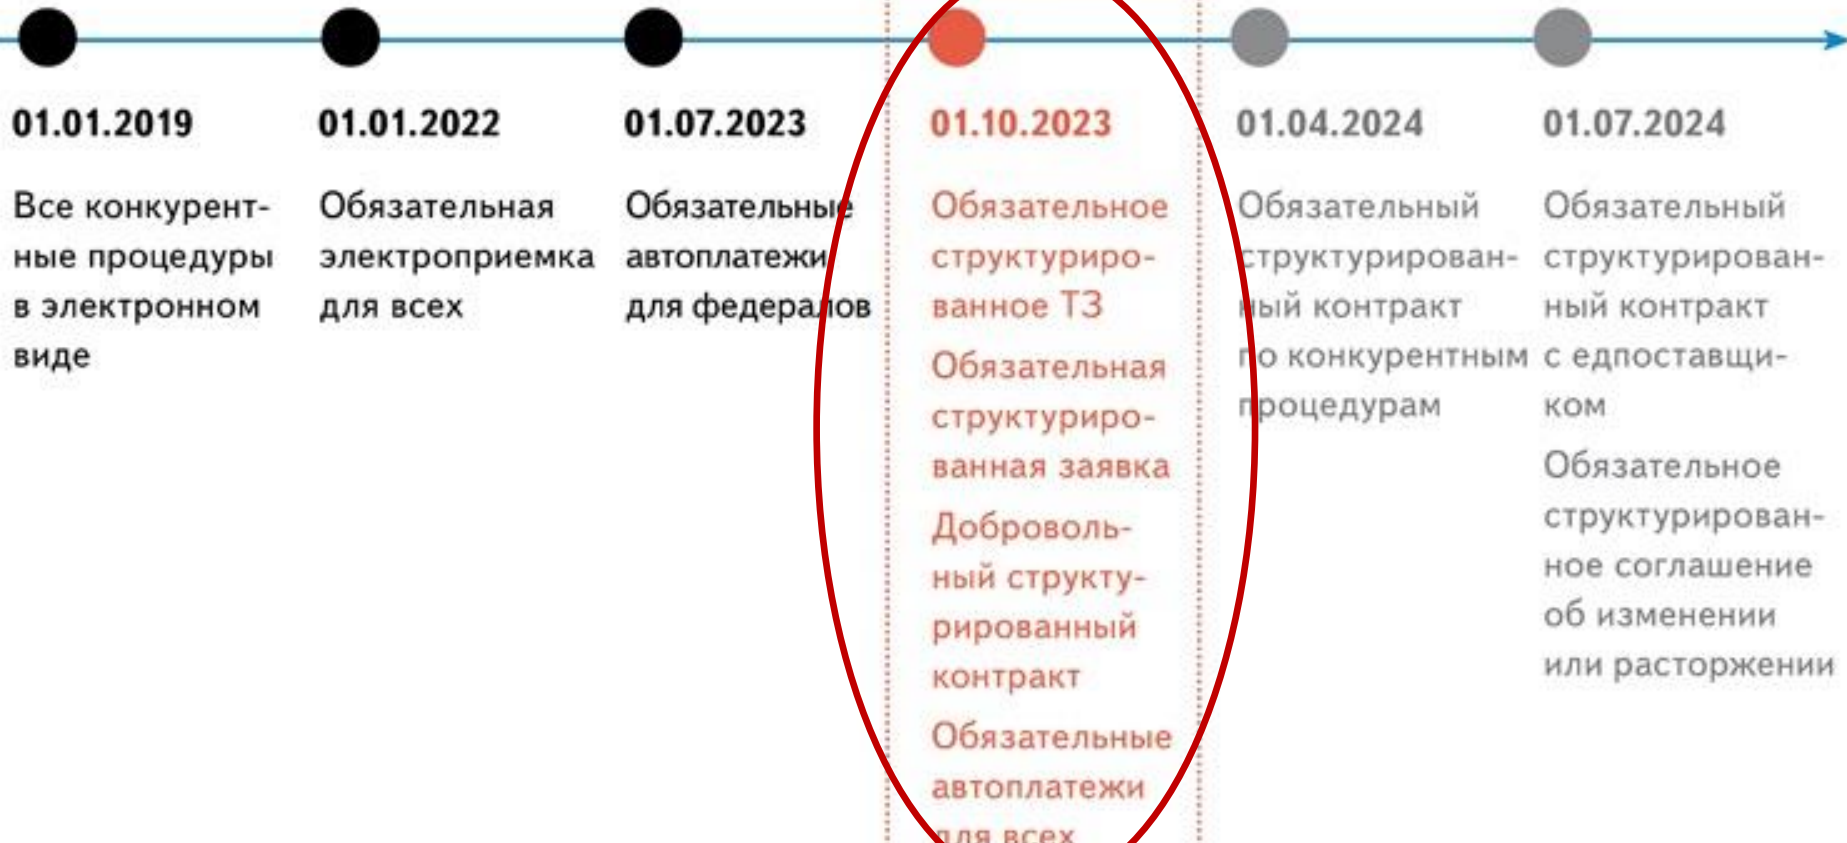 01.01.2019
Все конкурент-
ные процедуры
в электронном
виде
01.01.2022
Обязательная
электроприемка
для всех
01.07.2023
Обязательные
автоплатежи
для федералов
01.10.2023
Обязательное
структуриро-
ванное ТЗ
Обязательная
структуриро-
ванная заявка
Доброволь-
ный структу-
рированный
контракт
Обязательные
автоплатежи
для всех
01.04.2024
Обязательный
структурирован-
ный контракт
по конкурентным
процедурам
01.07.2024
Обязательный
структурирован-
ный контракт
с едпоставщи-
ком
Обязательное
структурирован-
ное соглашение
об изменении
или расторжении